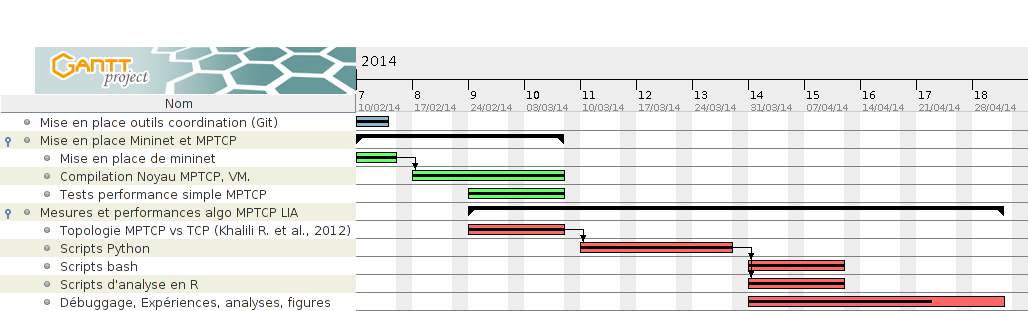 GANTT
project
2014
7 8 9 10 11 12 13 14 15 16 17 18
10/02/14 17/02/14 24/02/14 03/03/14 10/03/14 17/03/14 24/03/14 31/03/14 07/04/14 14/04/14 21/04/14 28/04/14
Nom
Mise en place outils coordination (Git)
Mise en place Mininet et MPTCP
Mise en place de mininet
Compilation Noyau MPTCP, VM.
Tests performance simple MPTCP
Mesures et performances algo MPTCP LIA
Topologie MPTCP vs TCP (Khalili R. et al., 2012)
Scripts Python
Scripts bash
Scripts d'analyse en R
Débuggage, Expériences, analyses, figures